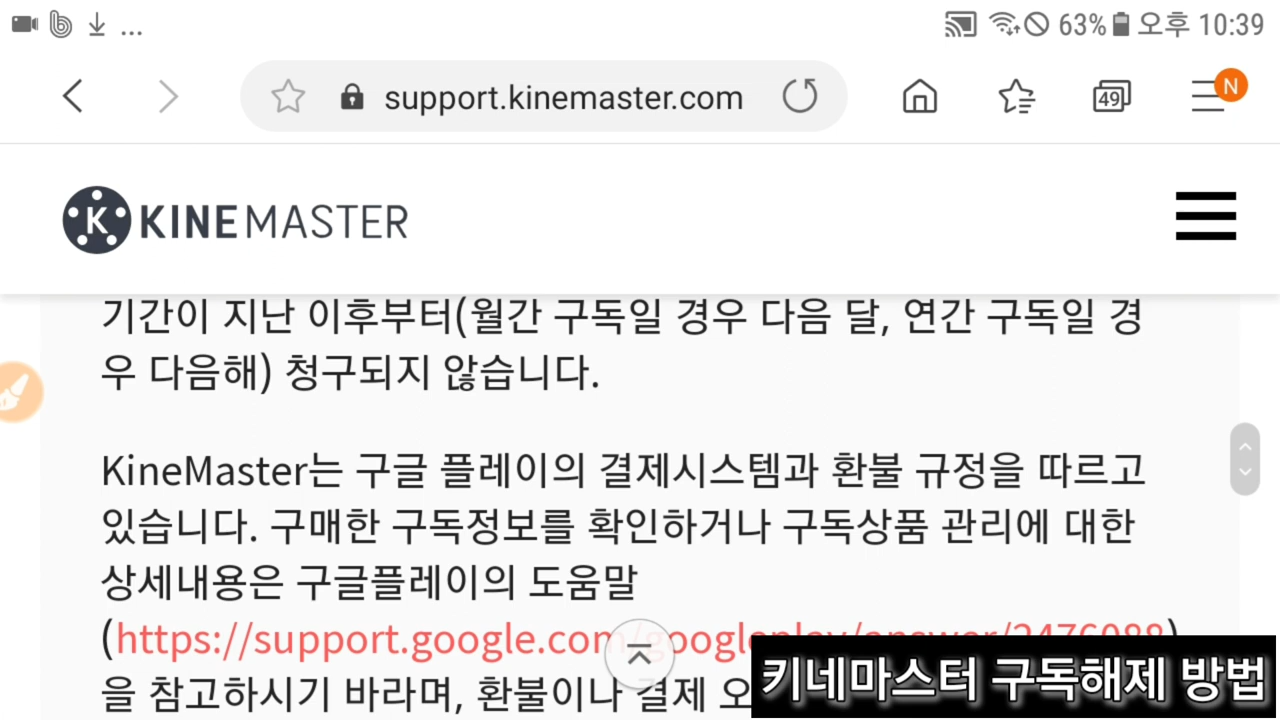 ... 63% 오후 10:39
support.kinemaster.com 49 N
K KINEMASTER
기간이 지난 이후부터(월간 구독일 경우 다음 달, 연간 구독일 경
우 다음해) 청구되지 않습니다.
KineMaster는 구글 플레이의 결제시스템과 환불 규정을 따르고
있습니다. 구매한 구독정보를 확인하거나 구독상품 관리에 대한
상세내용은 구글플레이의 도움말
(https://support.google.com/googleplay/answer/2476088)
을 참고하시기 바라며, 환불이나 결제 오
키네마스터 구독해제 방법